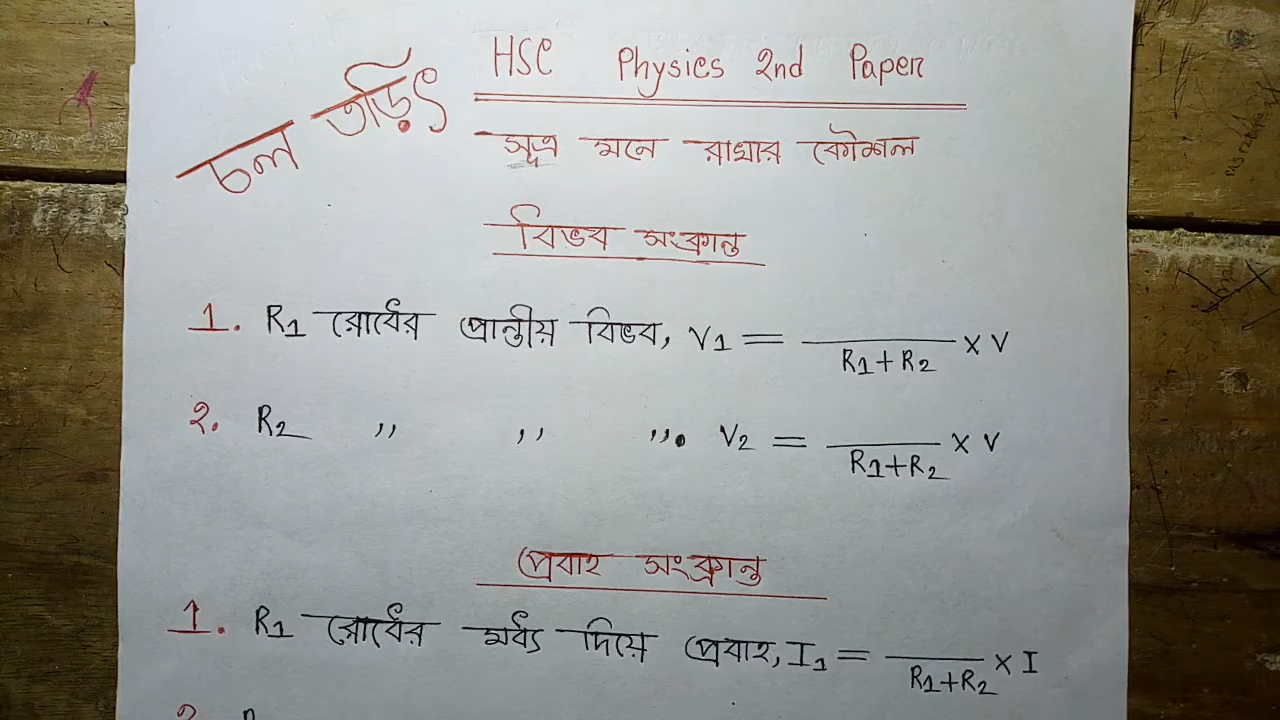 HSC Physics 2nd Paper
চল তড়িৎ
সূত্র মনে রাখার কৌশল
বিভব সংক্রান্ত
1. R1 রোধের প্রান্তীয় বিভব, V1 = ――― / R1+R2 × V
২. R2 ,, ,, ,,. V2 = ――― / R1+R2 × V
প্রবাহ সংক্রান্ত
1. R1 রোধের মধ্য দিয়ে প্রবাহ, I1 = ――― / R1+R2 × I